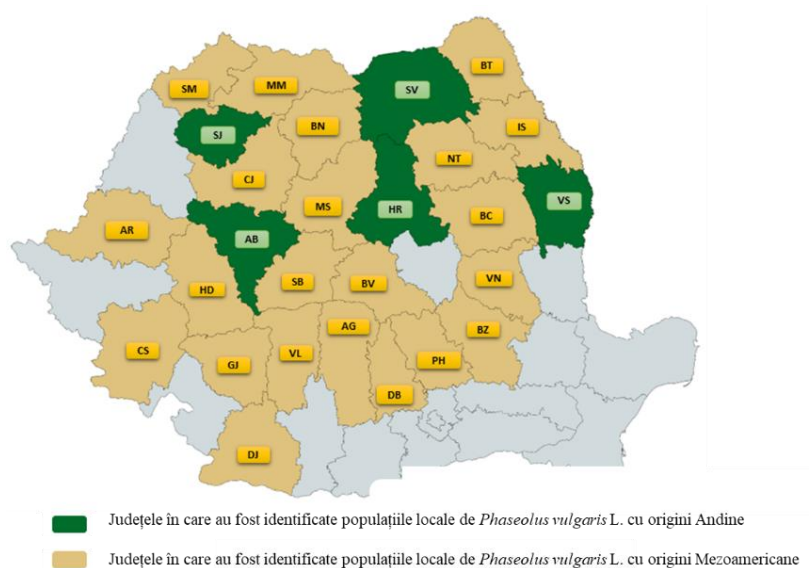 BT
SV
SM
MM
BN
IS
SJ
NT
CJ
VS
MS
HR
BC
AR
AB
VN
SB
BV
HD
AG
BZ
CS
VL
PH
GJ
DB
DJ
Județele în care au fost identificate populațiile locale de Phaseolus vulgaris L. cu origini Andine
Județele în care au fost identificate populațiile locale de Phaseolus vulgaris L. cu origini Mezoamericane